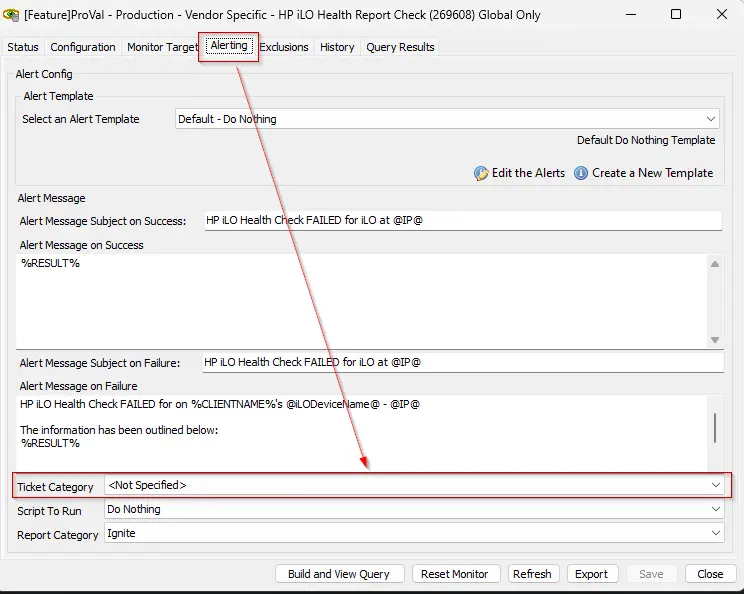 [Feature]ProVal - Production - Vendor Specific - HP iLO Health Report Check (269608) Global Only
Status Configuration Monitor Target Alerting Exclusions History Query Results
Alert Config
Alert Template
Select an Alert Template Default - Do Nothing
Default Do Nothing Template
Edit the Alerts Create a New Template
Alert Message
Alert Message Subject on Success: HP iLO Health Check FAILED for iLO at @IP@
Alert Message on Success
%RESULT%
Alert Message Subject on Failure: HP iLO Health Check FAILED for iLO at @IP@
Alert Message on Failure
HP iLO Health Check FAILED for on %CLIENTNAME%'s @iLODeviceName@ - @IP@
The information has been outlined below:
%RESULT%
Ticket Category <Not Specified>
Script To Run Do Nothing
Report Category Ignite
Build and View Query Reset Monitor Refresh Export Save Close